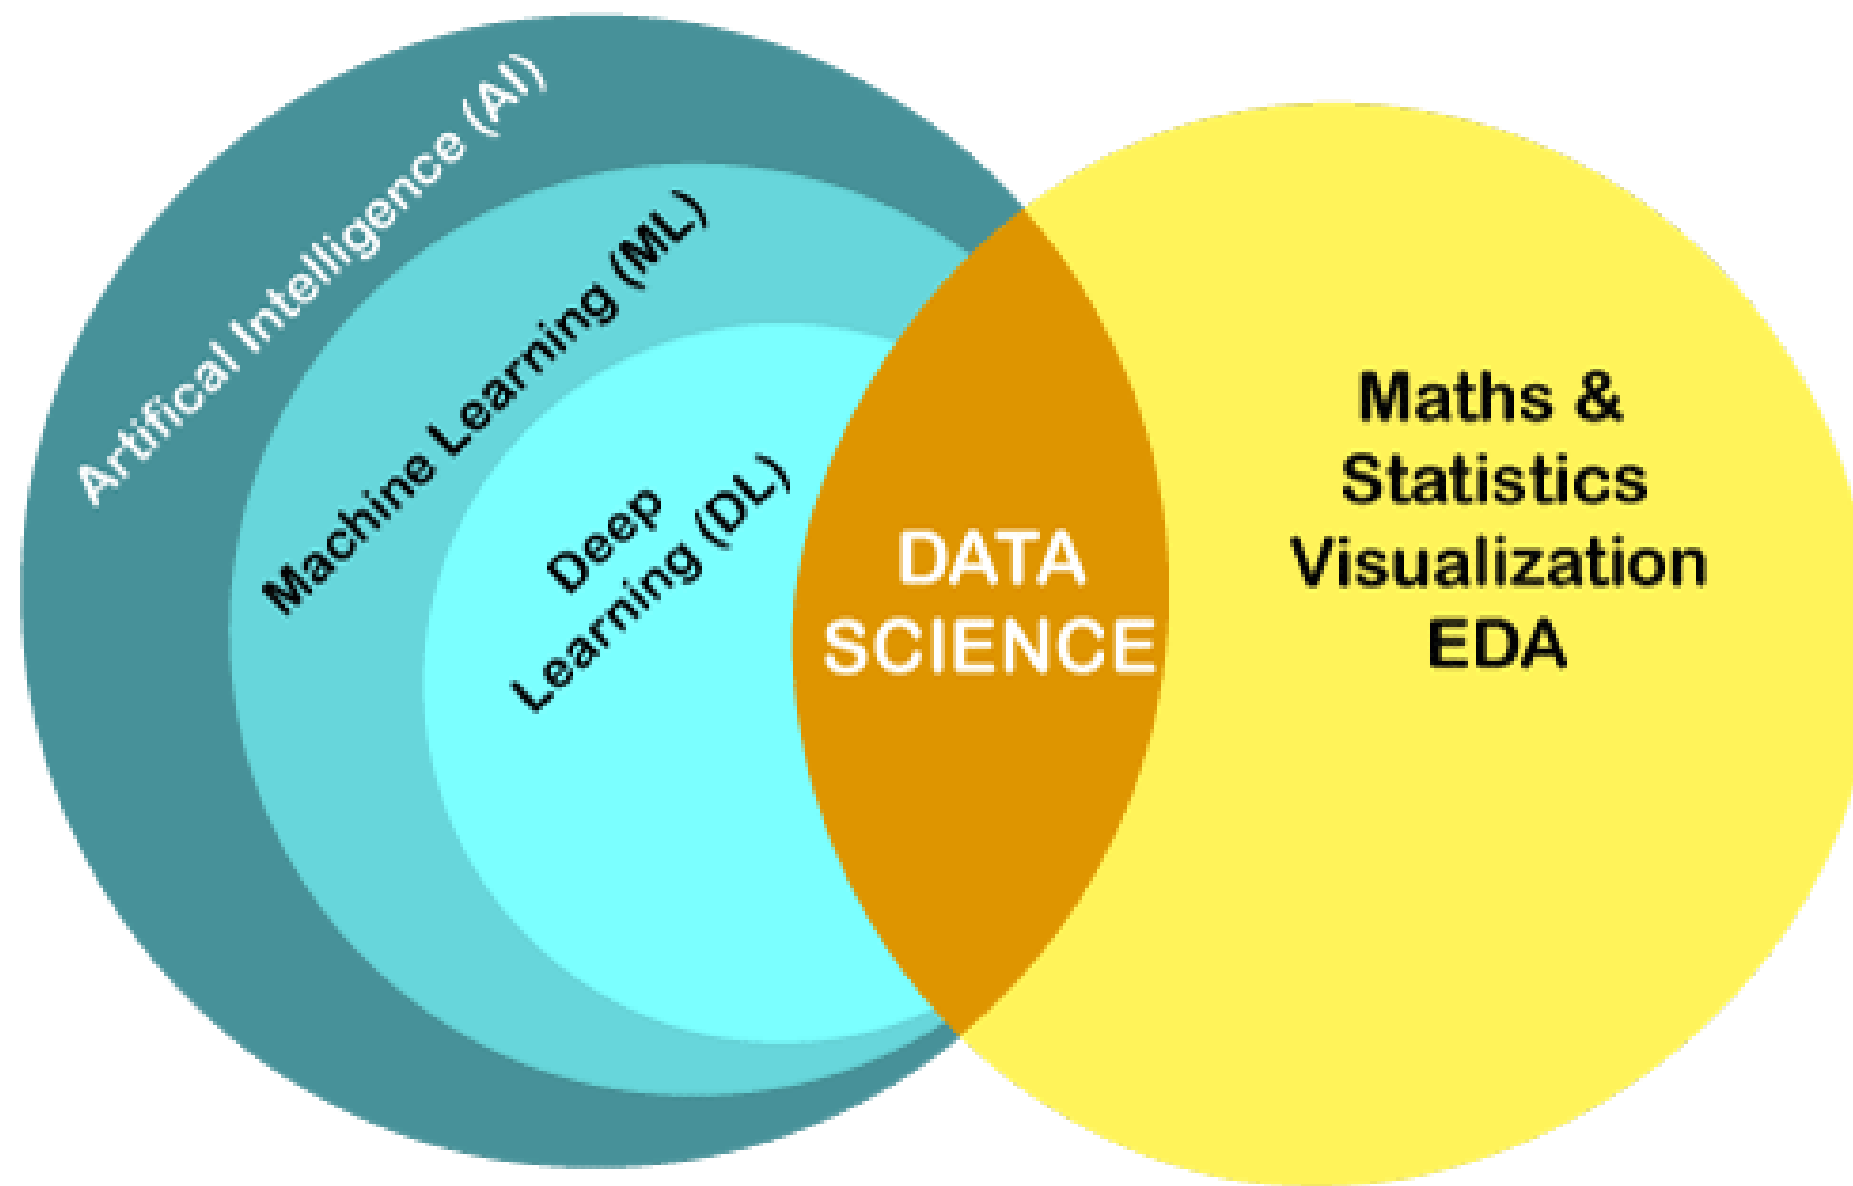 Artifical Intelligence (AI)
Machine Learning (ML)
Deep
Learning (DL)
DATA
SCIENCE
Maths &
Statistics
Visualization
EDA